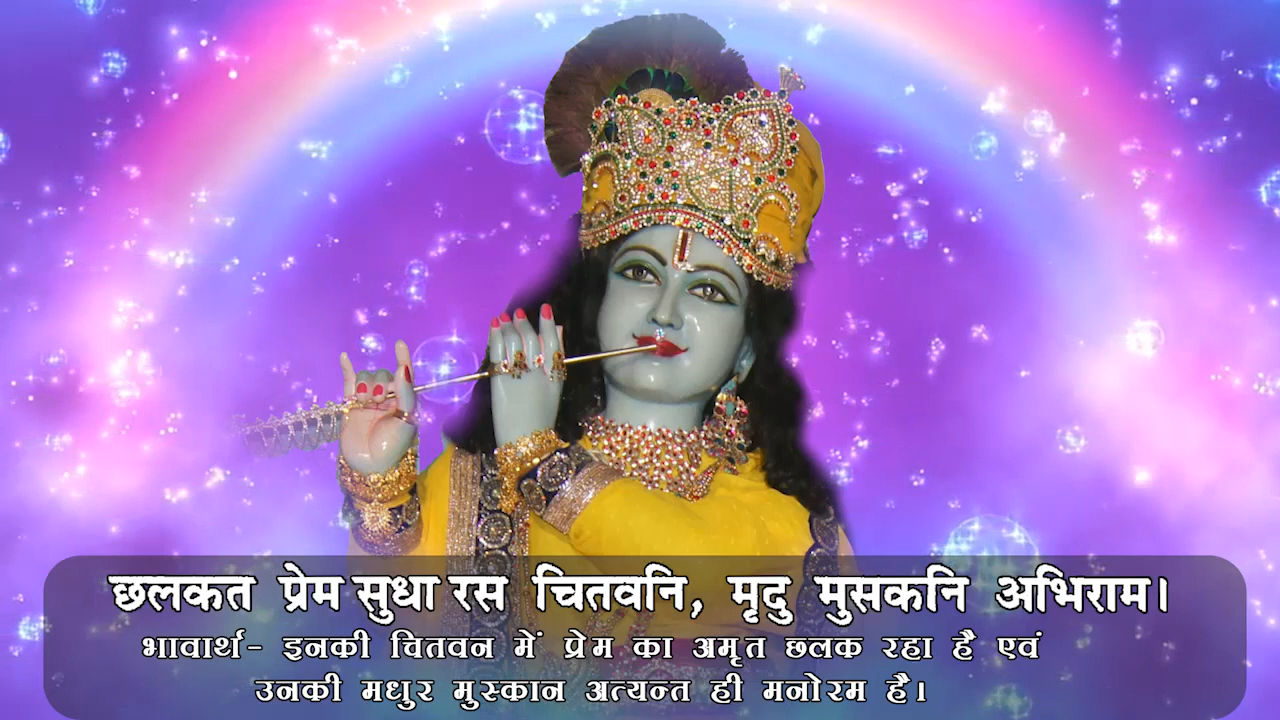 छलकत प्रेम सुधा रस चितवनि, मृदु मुसकनि अभिराम।
भावार्थ- इनकी चितवन में प्रेम का अमृत छलक रहा है एवं
उनकी मधुर मुस्कान अत्यन्त ही मनोरम है।